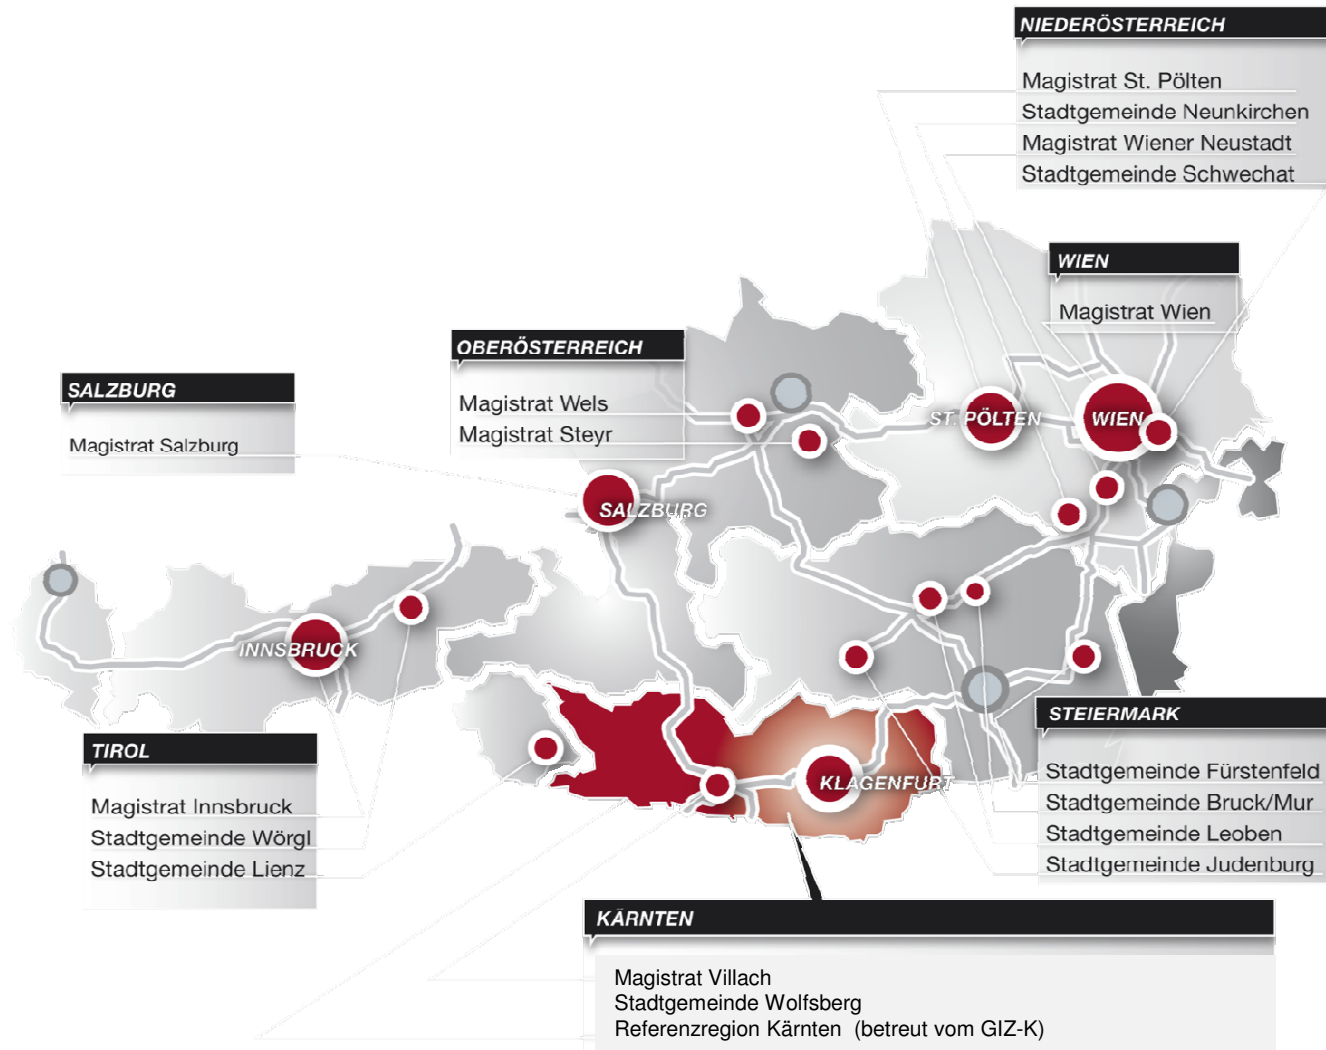 NIEDERÖSTERREICH
Magistrat St. Pölten
Stadtgemeinde Neunkirchen
Magistrat Wiener Neustadt
Stadtgemeinde Schwechat
WIEN
Magistrat Wien
OBERÖSTERREICH
Magistrat Wels
Magistrat Steyr
SALZBURG
Magistrat Salzburg
ST. PÖLTEN
WIEN
SALZBURG
INNSBRUCK
KLAGENFURT
TIROL
Magistrat Innsbruck
Stadtgemeinde Wörgl
Stadtgemeinde Lienz
STEIERMARK
Stadtgemeinde Fürstenfeld
Stadtgemeinde Bruck/Mur
Stadtgemeinde Leoben
Stadtgemeinde Judenburg
KÄRNTEN
Magistrat Villach
Stadtgemeinde Wolfsberg
Referenzregion Kärnten (betreut vom GIZ-K)